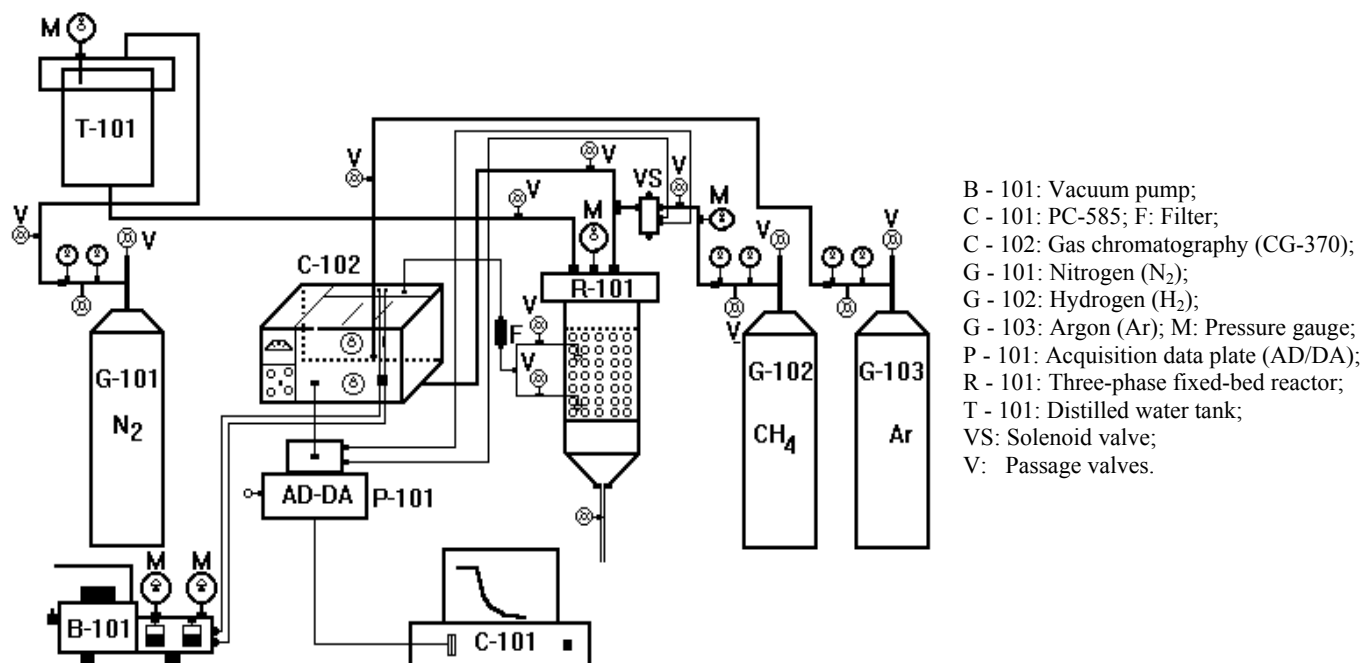 M
T-101
V
V
V
V
V
VS
V
M
M
V
V
V
C-102
R-101
V
F
V
G-101
N₂
G-102
CH₄
G-103
Ar
AD-DA
P-101
M
M
B-101
C-101
B - 101: Vacuum pump;
C - 101: PC-585; F: Filter;
C - 102: Gas chromatography (CG-370);
G - 101: Nitrogen (N₂);
G - 102: Hydrogen (H₂);
G - 103: Argon (Ar); M: Pressure gauge;
P - 101: Acquisition data plate (AD/DA);
R - 101: Three-phase fixed-bed reactor;
T - 101: Distilled water tank;
VS: Solenoid valve;
V: Passage valves.